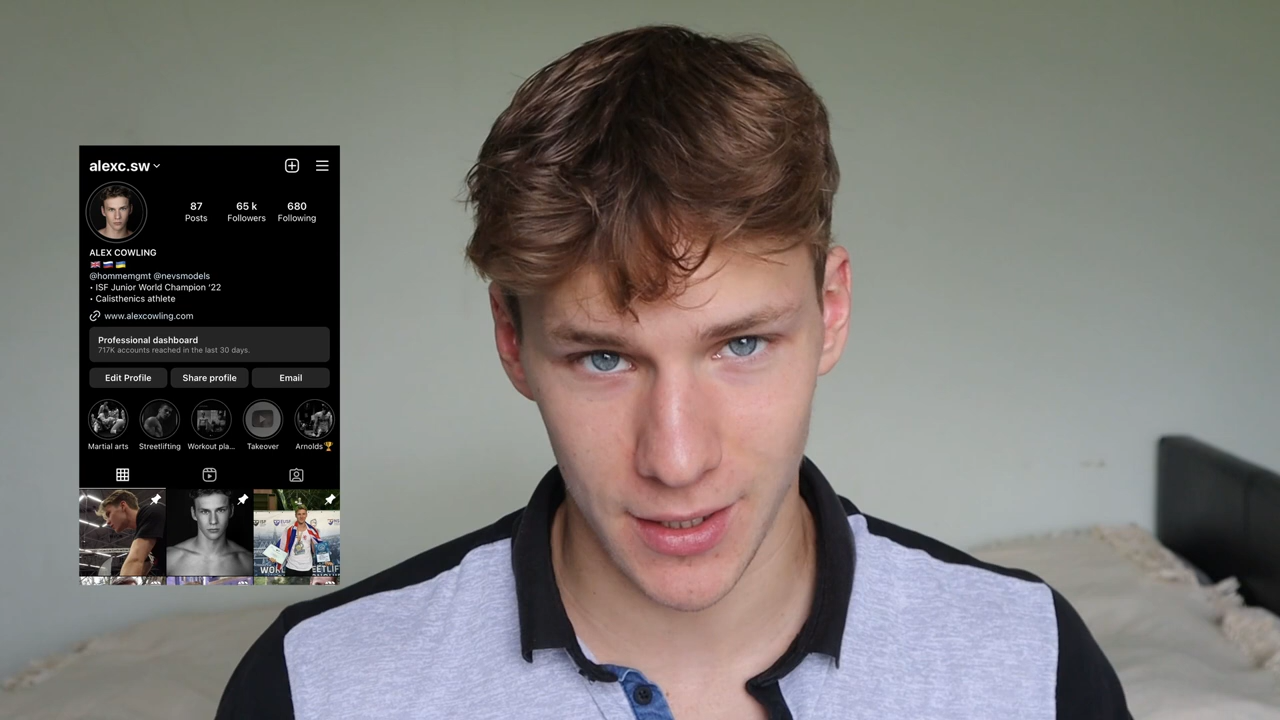 alexc.sw
87 65 k 680
Posts Followers Following
ALEX COWLING
@hommemgmt @nevsmodels
• ISF Junior World Champion ‘22
• Calisthenics athlete
www.alexcowling.com
Professional dashboard
717K accounts reached in the last 30 days.
Edit Profile Share profile Email
Martial arts Streetlifting Workout pla... Takeover Arnolds🏆